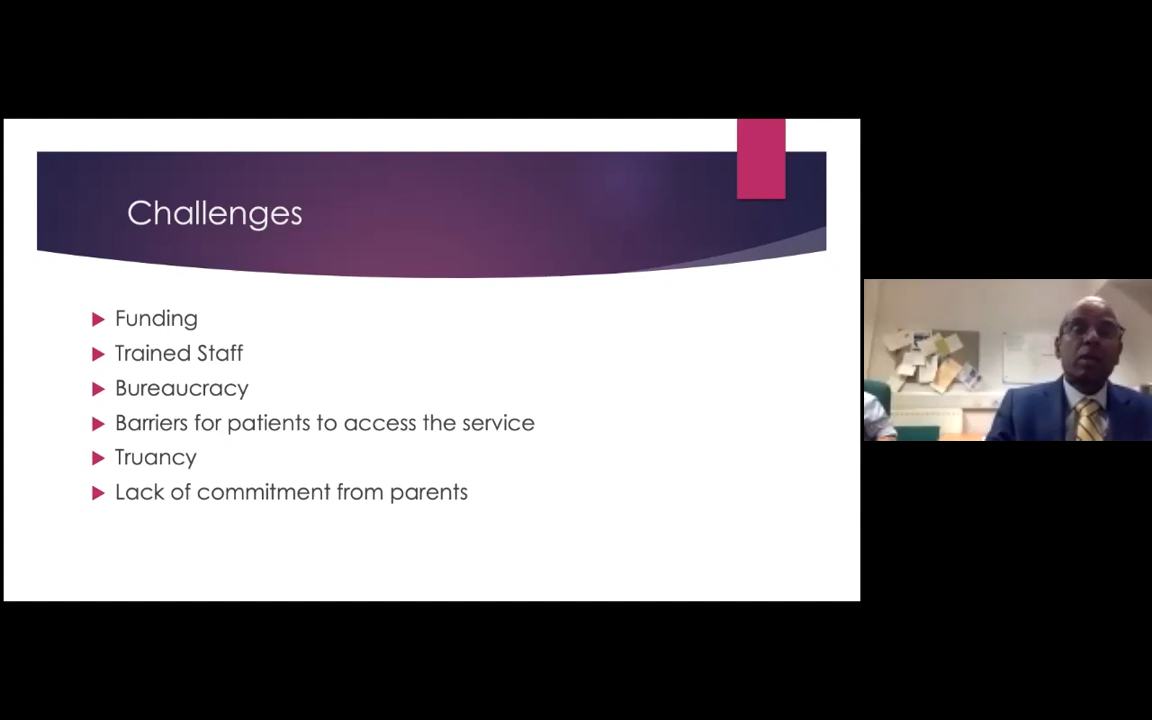 Challenges
Funding
Trained Staff
Bureaucracy
Barriers for patients to access the service
Truancy
Lack of commitment from parents